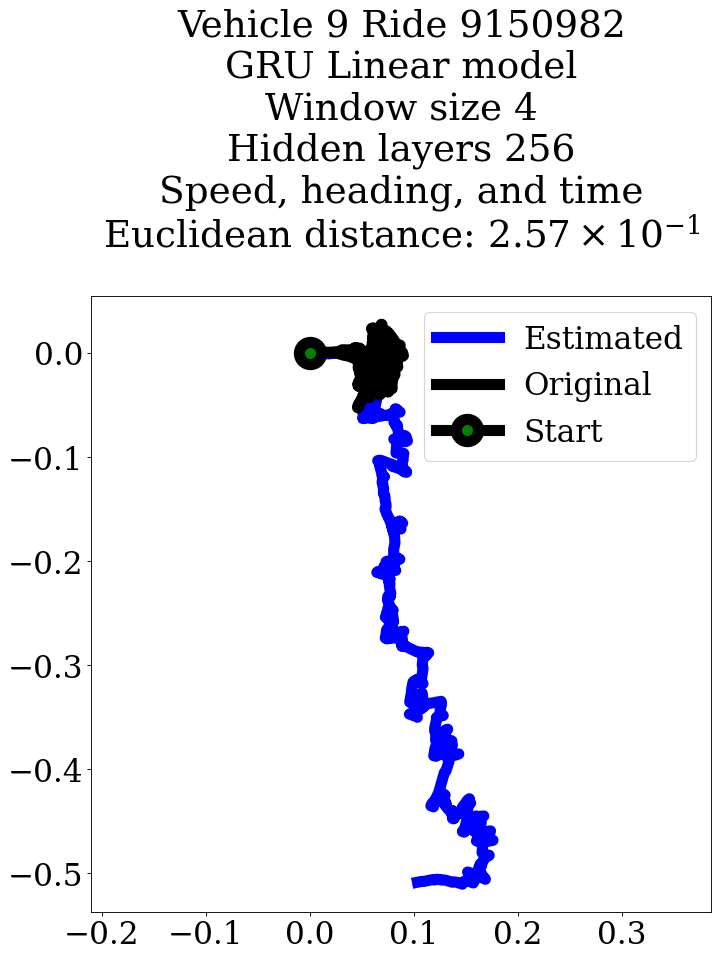 Vehicle 9 Ride 9150982
GRU Linear model
Window size 4
Hidden layers 256
Speed, heading, and time
Euclidean distance: 2.57 × 10⁻¹
Estimated
Original
Start
0.0
−0.1
−0.2
−0.3
−0.4
−0.5
−0.2 −0.1 0.0 0.1 0.2 0.3